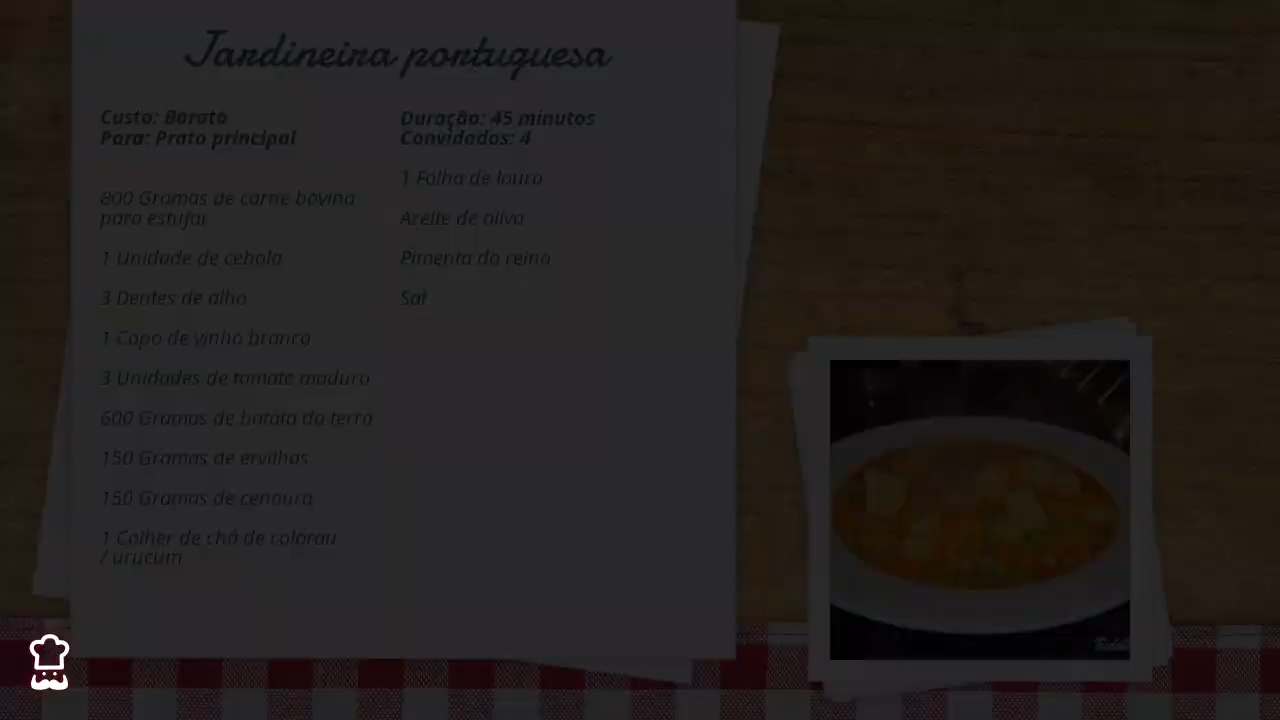 Jardineira portuguesa
Custo: Barato
Para: Prato principal
800 Gramas de carne bovina
para estufar
1 Unidade de cebola
3 Dentes de alho
1 Copo de vinho branco
3 Unidades de tomate maduro
600 Gramas de batata da terra
150 Gramas de ervilhas
150 Gramas de cenoura
1 Colher de chá de colorau
/ urucum
Duração: 45 minutos
Convidados: 4
1 Folha de louro
Azeite de oliva
Pimenta do reino
Sal